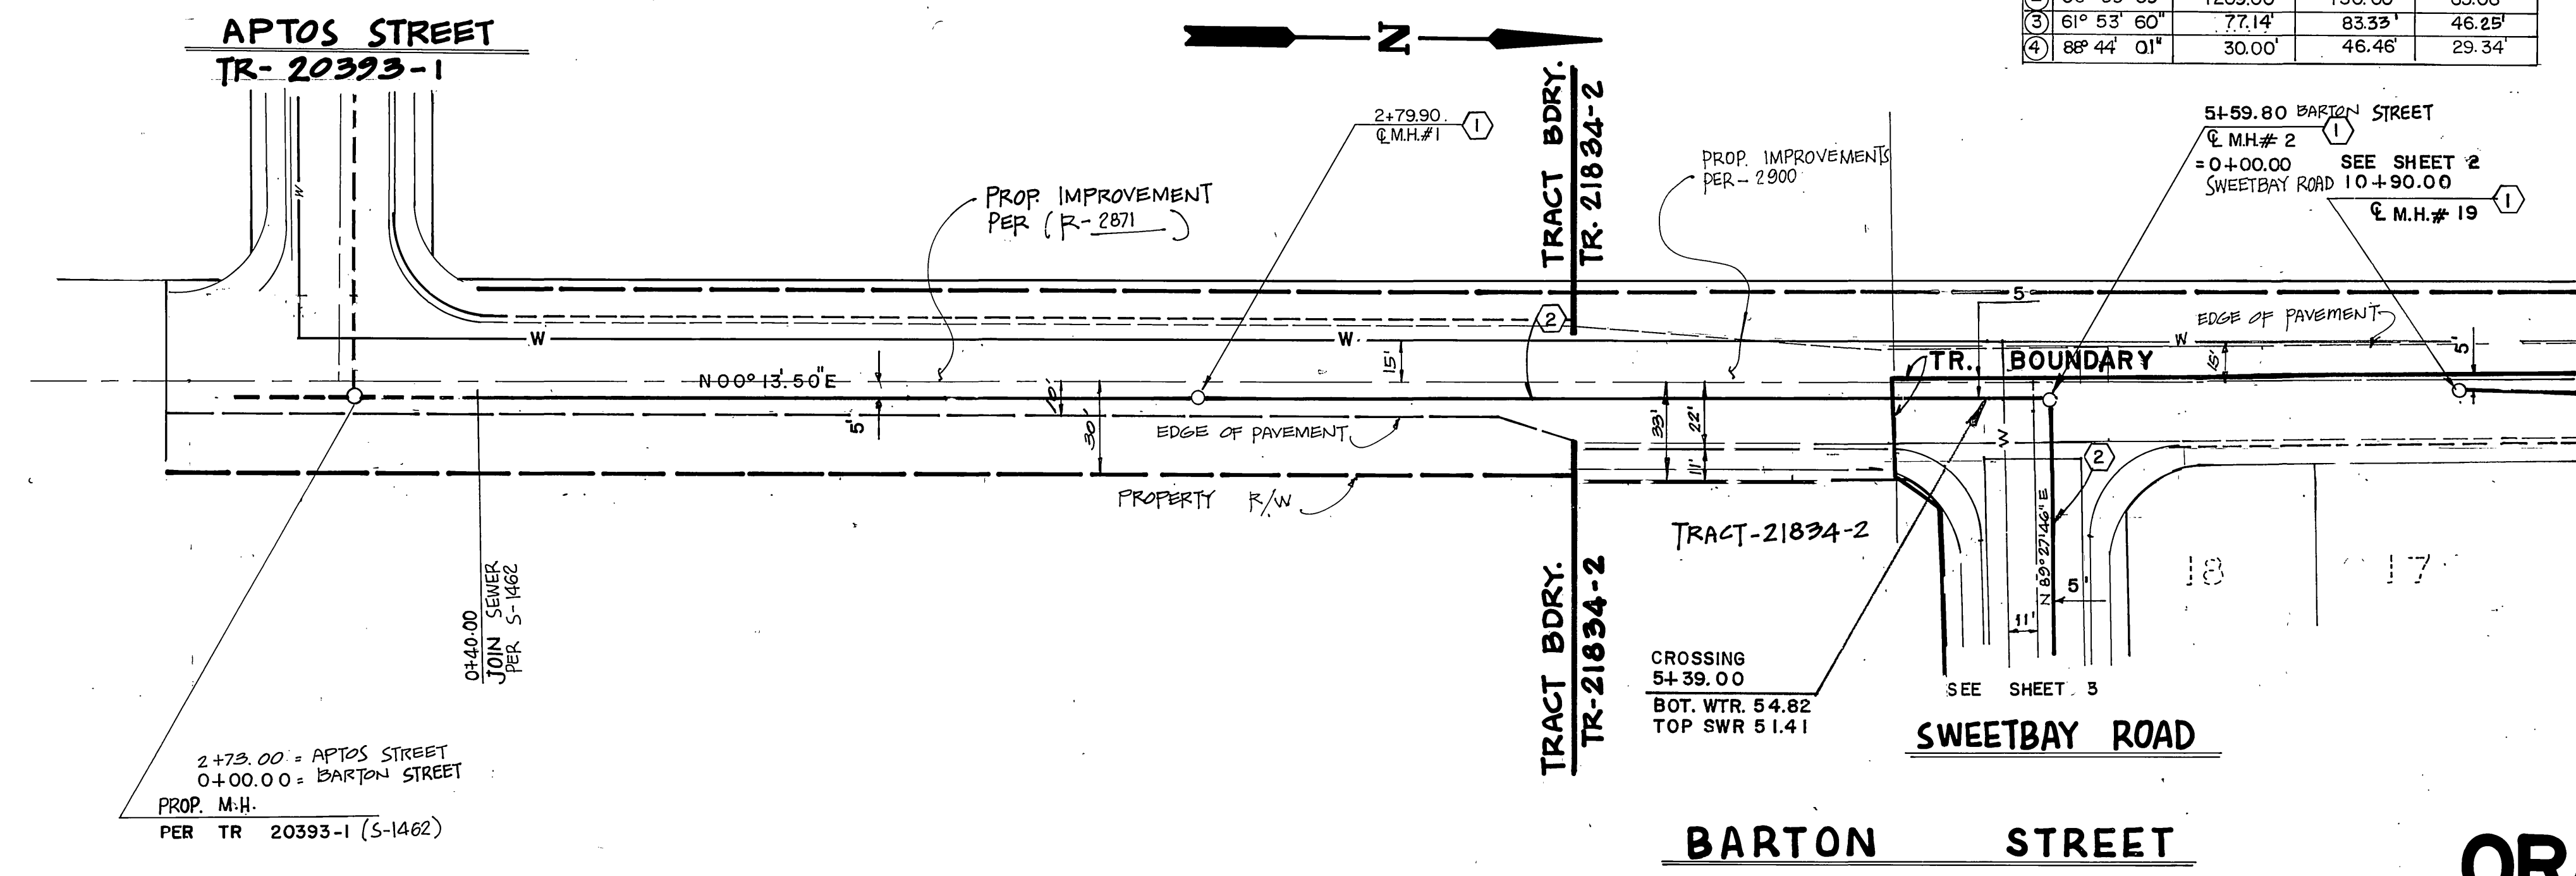 APTOS STREET
TR- 20393-1
N
③ 61° 53' 60" 77.14' 83.33' 46.25'
④ 88° 44' 01" 30.00' 46.46' 29.34'
2+79.90.
℄ M.H.#1
1
TRACT BDRY.
TR. 21834-2
PROP. IMPROVEMENT
PER (R- 2871)
PROP. IMPROVEMENTS
PER- 2900
5+59.80 BARTON STREET
1
℄ M.H.# 2
=0+00.00
SWEETBAY ROAD
SEE SHEET 2
10+90.00
℄ M.H.# 19
1
W
W
W
2
15'
5
EDGE OF PAVEMENT
W
15'
5'
TR. BOUNDARY
N00°13'.50"E
5'
30'
EDGE OF PAVEMENT
33'
22'
11'
W
2
PROPERTY R/W
TRACT-21834-2
N 89°27'46" E
5'
11'
18
17
0+40.00
JOIN SEWER
PER S-1462
TRACT BDRY.
TR-21834-2
CROSSING
5+39.00
BOT. WTR. 54.82
TOP SWR 51.41
SEE SHEET 3
SWEETBAY ROAD
2+73.00 = APTOS STREET
0+00.00 = BARTON STREET
PROP. M.H.
PER TR 20393-1 (S-1462)
BARTON STREET
OR